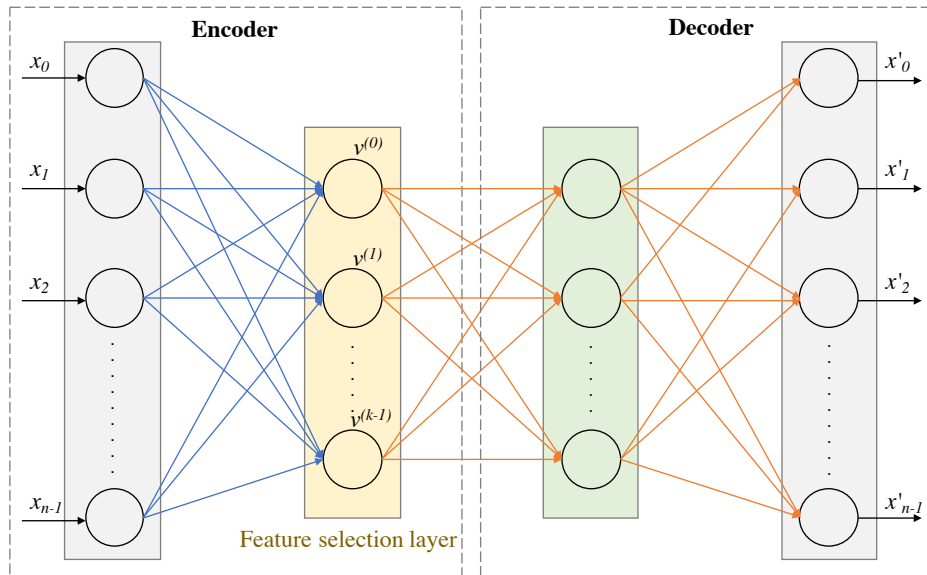 Encoder
Decoder
x₀
x'₀
v⁽⁰⁾
x₁
x'₁
v⁽¹⁾
x₂
x'₂
v⁽ᵏ⁻¹⁾
xₙ₋₁
x'ₙ₋₁
Feature selection layer